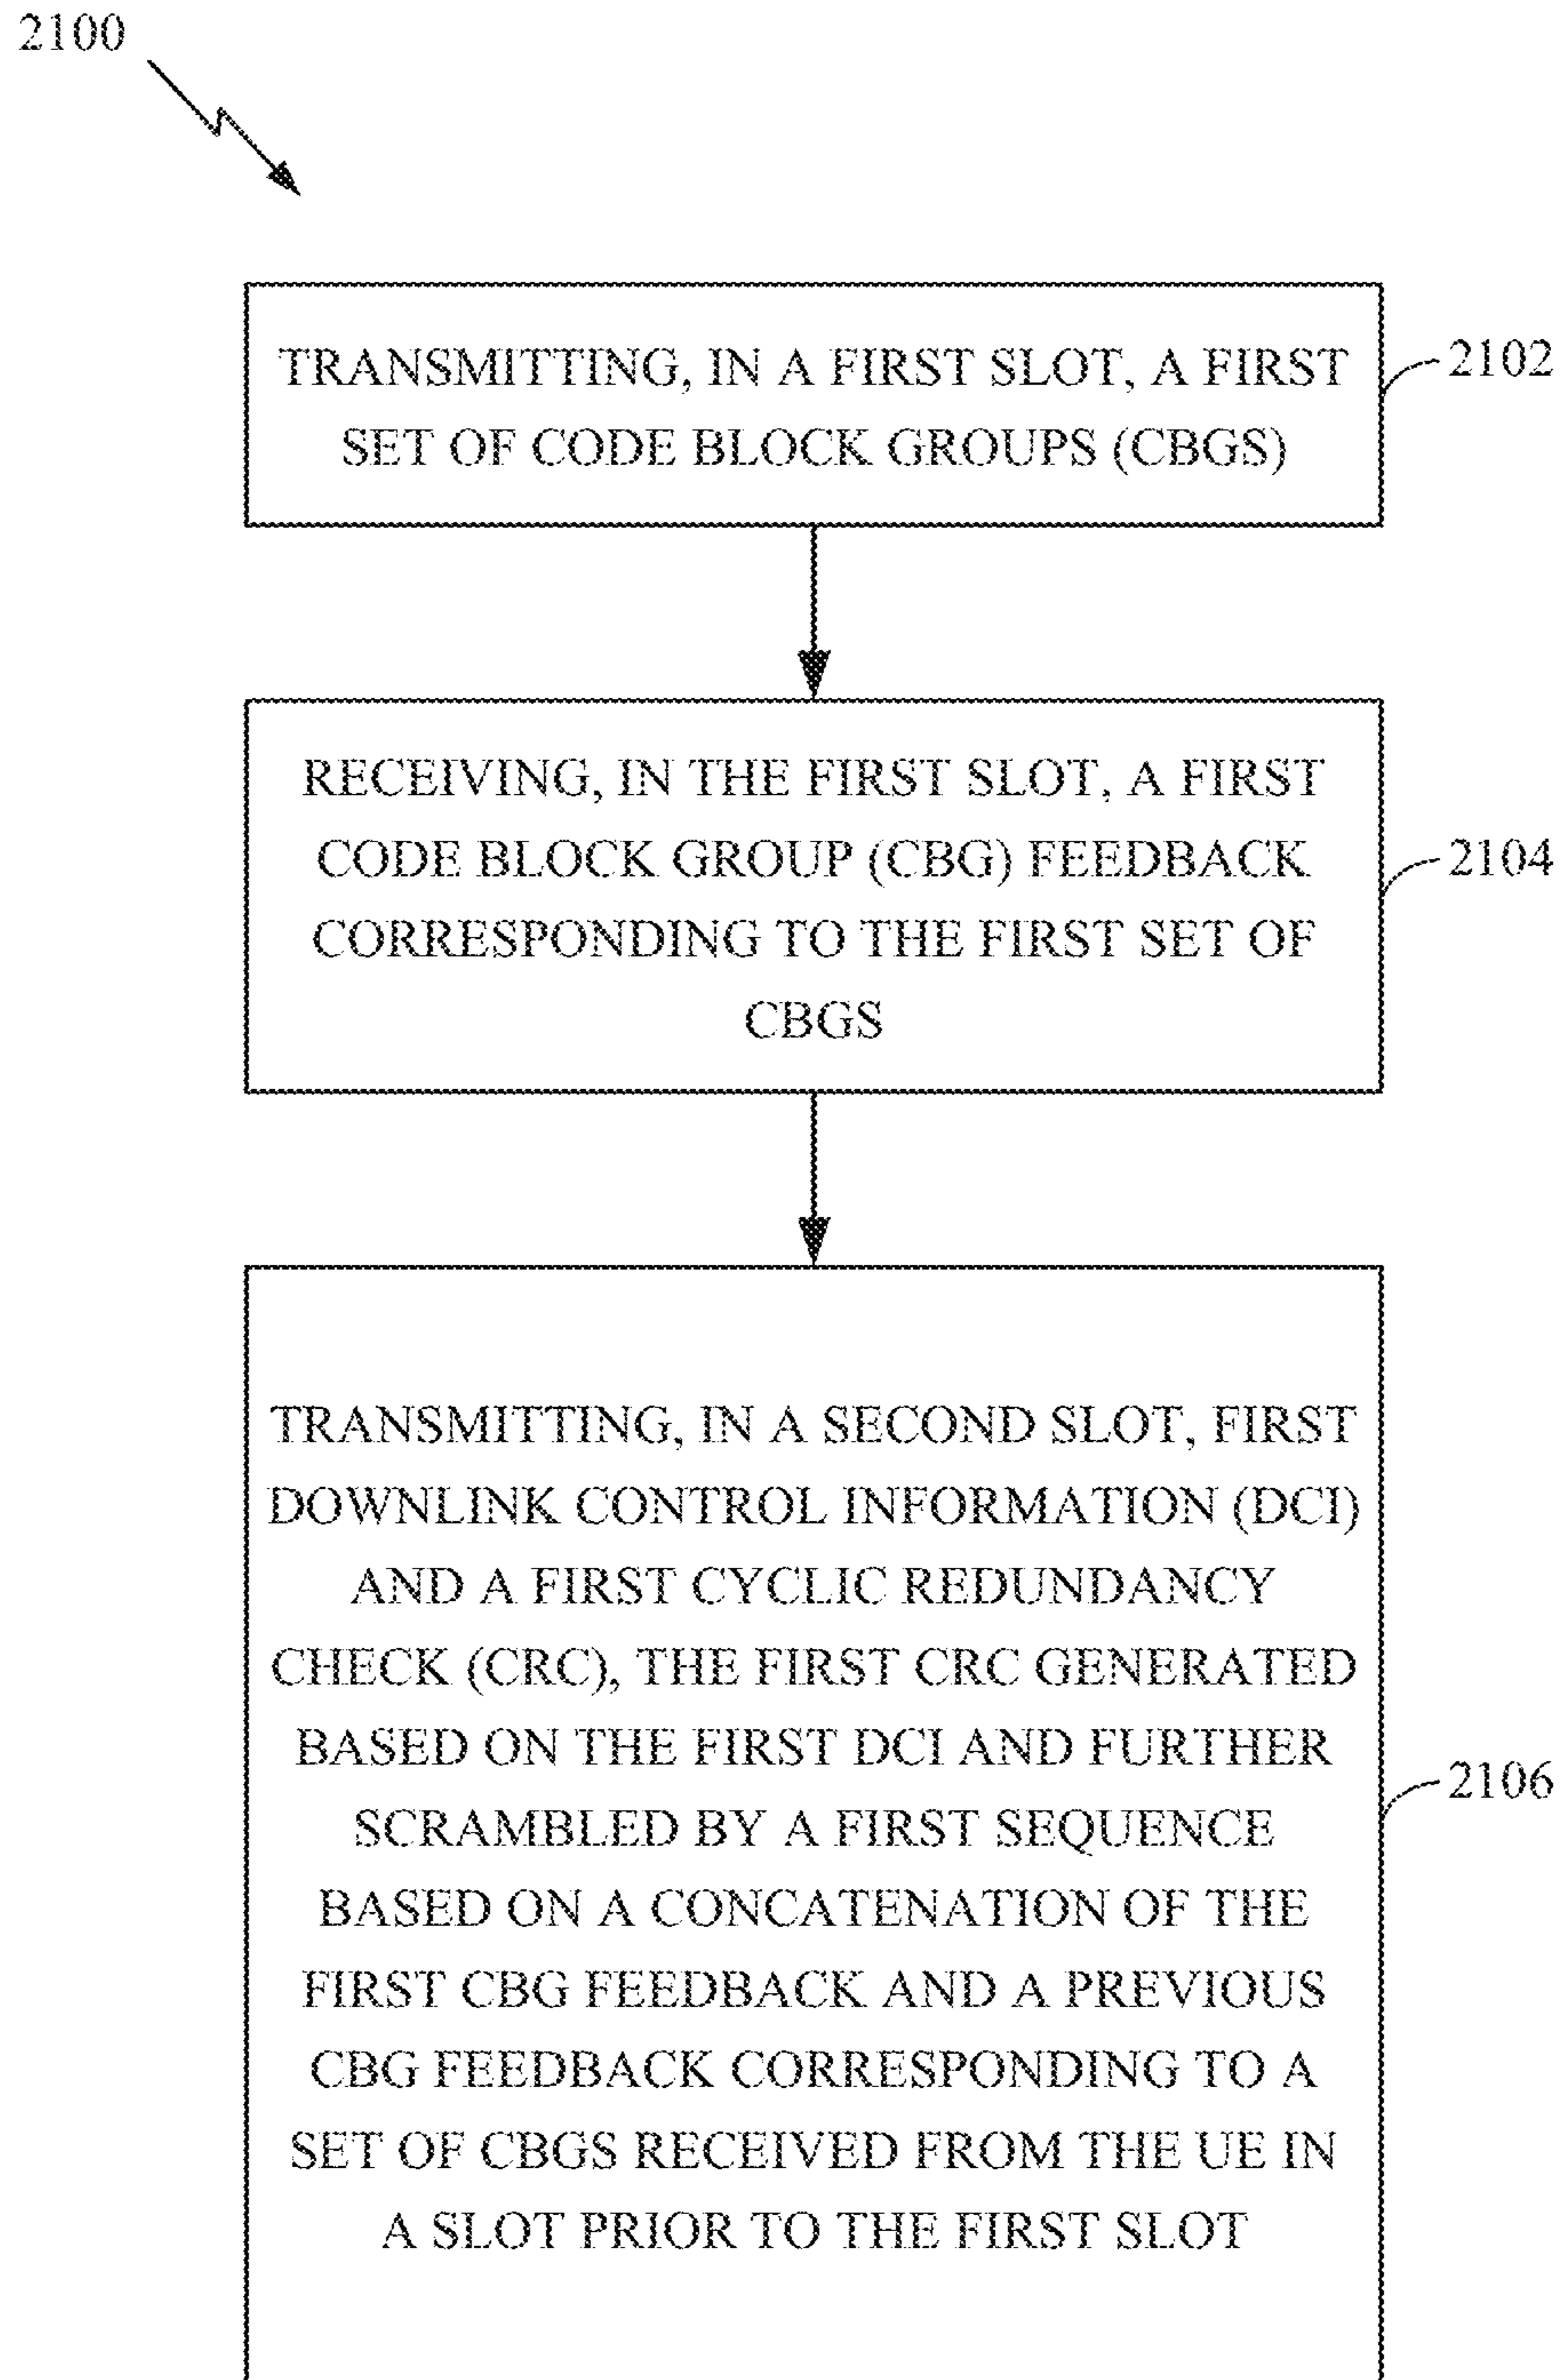 2100
TRANSMITTING, IN A FIRST SLOT, A FIRST
SET OF CODE BLOCK GROUPS (CBGS)
2102
RECEIVING, IN THE FIRST SLOT, A FIRST
CODE BLOCK GROUP (CBG) FEEDBACK
CORRESPONDING TO THE FIRST SET OF
CBGS
2104
TRANSMITTING, IN A SECOND SLOT, FIRST
DOWNLINK CONTROL INFORMATION (DCI)
AND A FIRST CYCLIC REDUNDANCY
CHECK (CRC), THE FIRST CRC GENERATED
BASED ON THE FIRST DCI AND FURTHER
SCRAMBLED BY A FIRST SEQUENCE
BASED ON A CONCATENATION OF THE
FIRST CBG FEEDBACK AND A PREVIOUS
CBG FEEDBACK CORRESPONDING TO A
SET OF CBGS RECEIVED FROM THE UE IN
A SLOT PRIOR TO THE FIRST SLOT
2106